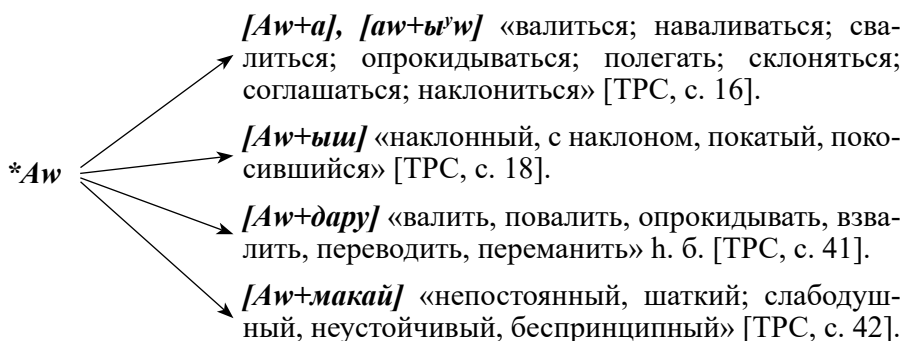 [Aw+a], [aw+ыʸw] «валиться; наваливаться; сва-
литься; опрокидываться; полегать; склоняться;
соглашаться; наклониться» [ТРС, с. 16].
*Aw
[Aw+ыш] «наклонный, с наклоном, покатый, поко-
сившийся» [ТРС, с. 18].
[Aw+дару] «валить, повалить, опрокидывать, взва-
лить, переводить, переманить» h. б. [ТРС, с. 41].
[Aw+макай] «непостоянный, шаткий; слабодуш-
ный, неустойчивый, беспринципный» [ТРС, с. 42].